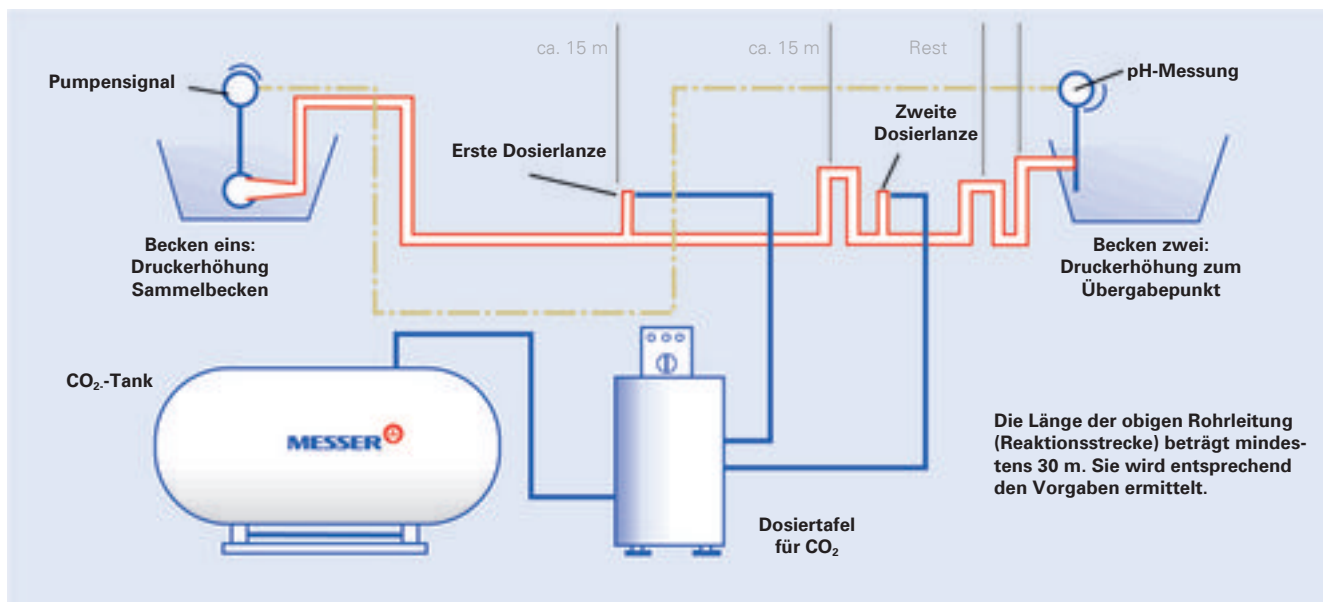 ca. 15 m
ca. 15 m
Rest
Pumpensignal
pH-Messung
Zweite
Dosierlanze
Erste Dosierlanze
Becken eins:
Druckerhöhung
Sammelbecken
Becken zwei:
Druckerhöhung zum
Übergabepunkt
CO₂-Tank
MESSER
Die Länge der obigen Rohrleitung
(Reaktionsstrecke) beträgt mindes-
tens 30 m. Sie wird entsprechend
den Vorgaben ermittelt.
Dosiertafel
für CO₂